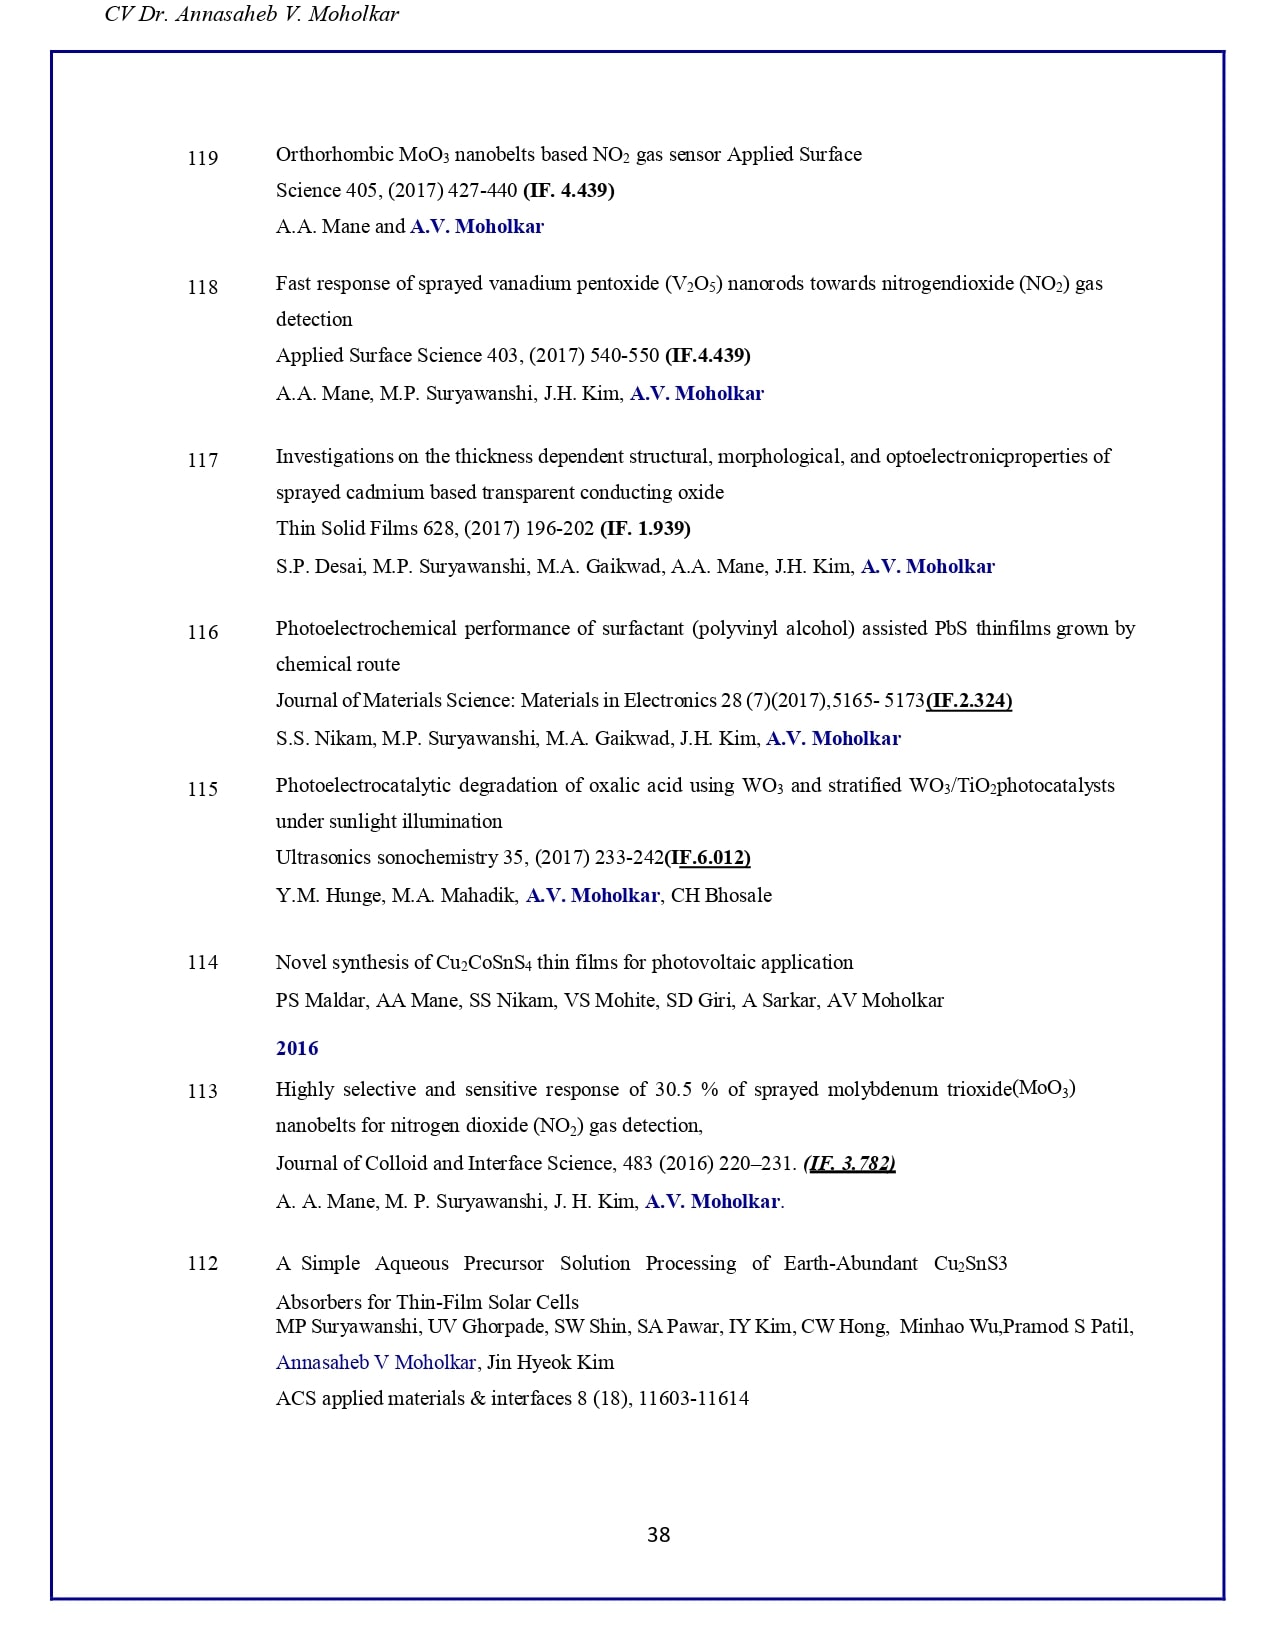 CV Dr. Annasaheb V. Moholkar
119 Orthorhombic MoO3 nanobelts based NO2 gas sensor Applied Surface
Science 405, (2017) 427-440 (IF. 4.439)
A.A. Mane and A.V. Moholkar
118 Fast response of sprayed vanadium pentoxide (V2O5) nanorods towards nitrogendioxide (NO2) gas
detection
Applied Surface Science 403, (2017) 540-550 (IF.4.439)
A.A. Mane, M.P. Suryawanshi, J.H. Kim, A.V. Moholkar
117 Investigations on the thickness dependent structural, morphological, and optoelectronicproperties of
sprayed cadmium based transparent conducting oxide
Thin Solid Films 628, (2017) 196-202 (IF. 1.939)
S.P. Desai, M.P. Suryawanshi, M.A. Gaikwad, A.A. Mane, J.H. Kim, A.V. Moholkar
116 Photoelectrochemical performance of surfactant (polyvinyl alcohol) assisted PbS thinfilms grown by
chemical route
Journal of Materials Science: Materials in Electronics 28 (7)(2017),5165- 5173(IF.2.324)
S.S. Nikam, M.P. Suryawanshi, M.A. Gaikwad, J.H. Kim, A.V. Moholkar
115 Photoelectrocatalytic degradation of oxalic acid using WO3 and stratified WO3/TiO2photocatalysts
under sunlight illumination
Ultrasonics sonochemistry 35, (2017) 233-242(IF.6.012)
Y.M. Hunge, M.A. Mahadik, A.V. Moholkar, CH Bhosale
114 Novel synthesis of Cu2CoSnS4 thin films for photovoltaic application
PS Maldar, AA Mane, SS Nikam, VS Mohite, SD Giri, A Sarkar, AV Moholkar
2016
113 Highly selective and sensitive response of 30.5 % of sprayed molybdenum trioxide(MoO3)
nanobelts for nitrogen dioxide (NO2) gas detection,
Journal of Colloid and Interface Science, 483 (2016) 220–231. (IF. 3.782)
A. A. Mane, M. P. Suryawanshi, J. H. Kim, A.V. Moholkar.
112 A Simple Aqueous Precursor Solution Processing of Earth-Abundant Cu2SnS3
Absorbers for Thin-Film Solar Cells
MP Suryawanshi, UV Ghorpade, SW Shin, SA Pawar, IY Kim, CW Hong, Minhao Wu,Pramod S Patil,
Annasaheb V Moholkar, Jin Hyeok Kim
ACS applied materials & interfaces 8 (18), 11603-11614
38